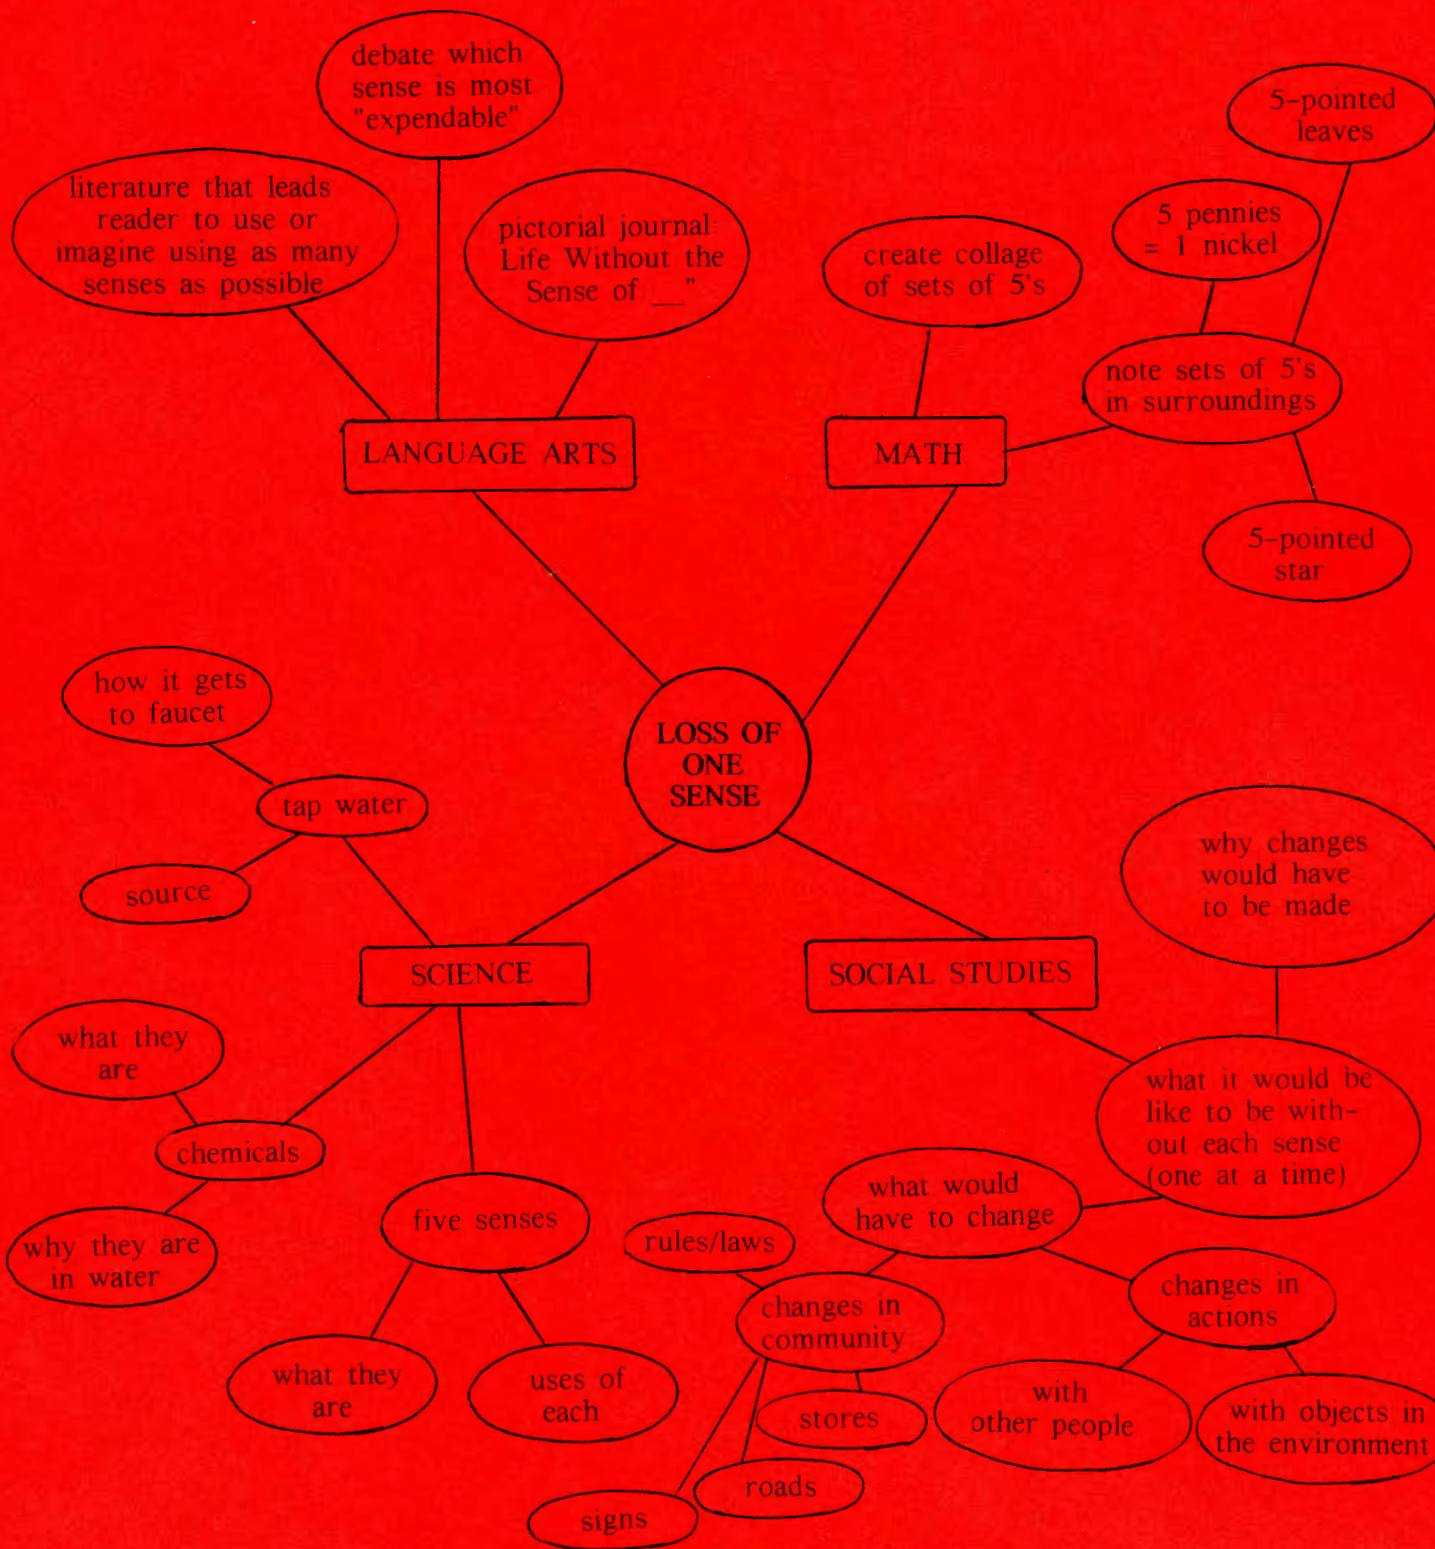 debate which
sense is most
"expendable"
literature that leads
reader to use or
imagine using as many
senses as possible
pictorial journal:
Life Without the
Sense of __"
LANGUAGE ARTS
5-pointed
leaves
5 pennies
= 1 nickel
create collage
of sets of 5's
note sets of 5's
in surroundings
MATH
5-pointed
star
LOSS OF
ONE
SENSE
how it gets
to faucet
tap water
source
SCIENCE
what they
are
chemicals
why they are
in water
five senses
what they
are
uses of
each
SOCIAL STUDIES
why changes
would have
to be made
what it would be
like to be with-
out each sense
(one at a time)
what would
have to change
rules/laws
changes in
community
stores
roads
signs
changes in
actions
with
other people
with objects in
the environment